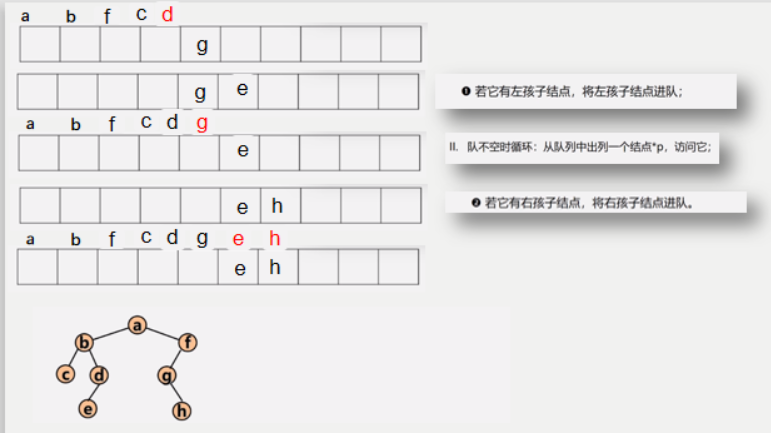 a b f c d
g
g e
❶ 若它有左孩子结点，将左孩子结点进队；
a b f c d g
e
II. 队不空时循环：从队列中出列一个结点*p，访问它；
e h
❷ 若它有右孩子结点，将右孩子结点进队。
a b f c d g e h
e h
a
b f
c d g
e h